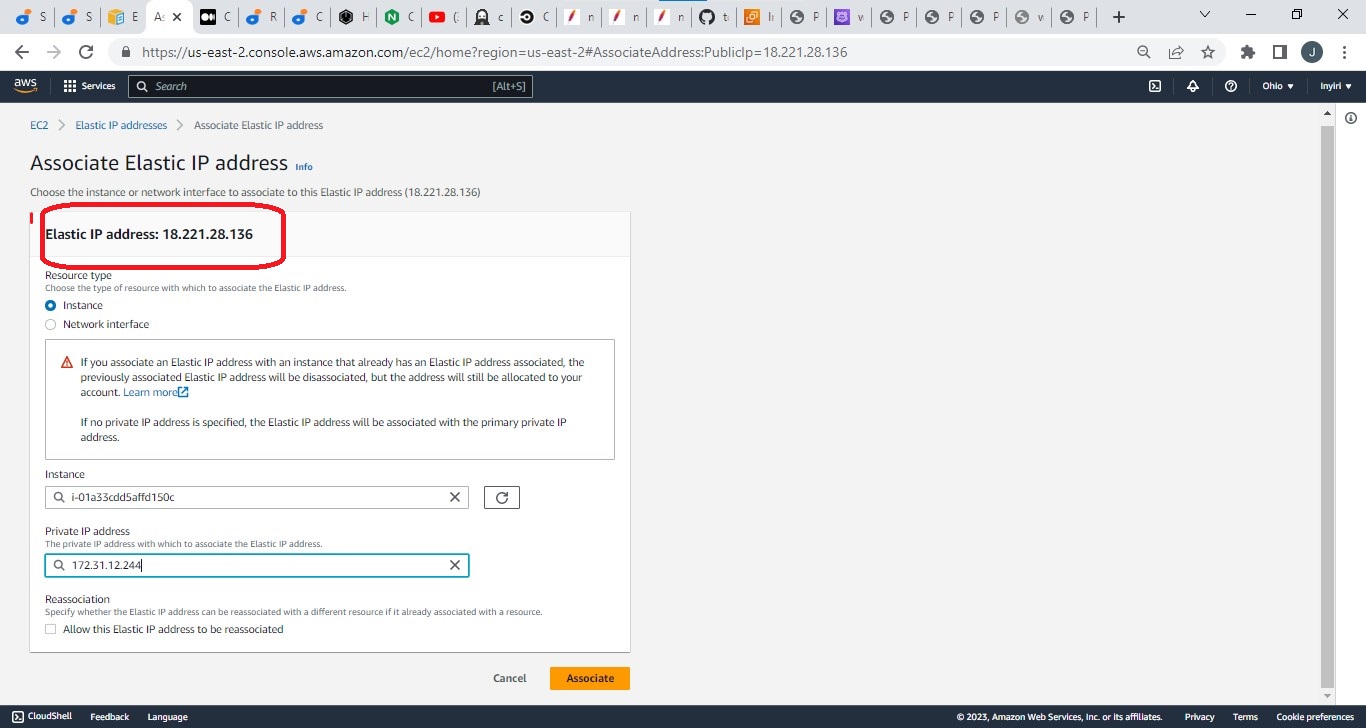 S
S
E
As
C
R
C
H
C
(:
c
C
n
n
n
t
I
P
v
P
P
P
v
P
https://us-east-2.console.aws.amazon.com/ec2/home?region=us-east-2#AssociateAddress:PublicIp=18.221.28.136
J
aws
Services
Search
[Alt+S]
Ohio
Inyiri
EC2 > Elastic IP addresses > Associate Elastic IP address
Associate Elastic IP address Info
Choose the instance or network interface to associate to this Elastic IP address (18.221.28.136)
Elastic IP address: 18.221.28.136
Resource type
Choose the type of resource with which to associate the Elastic IP address.
Instance
Network interface
If you associate an Elastic IP address with an instance that already has an Elastic IP address associated, the
previously associated Elastic IP address will be disassociated, but the address will still be allocated to your
account. Learn more
If no private IP address is specified, the Elastic IP address will be associated with the primary private IP
address.
Instance
i-01a33cdd5affd150c
Private IP address
The private IP address with which to associate the Elastic IP address.
172.31.12.244
Reassociation
Specify whether the Elastic IP address can be reassociated with a different resource if it already associated with a resource.
Allow this Elastic IP address to be reassociated
Cancel
Associate
CloudShell
Feedback
Language
© 2023, Amazon Web Services, Inc. or its affiliates.
Privacy
Terms
Cookie preferences